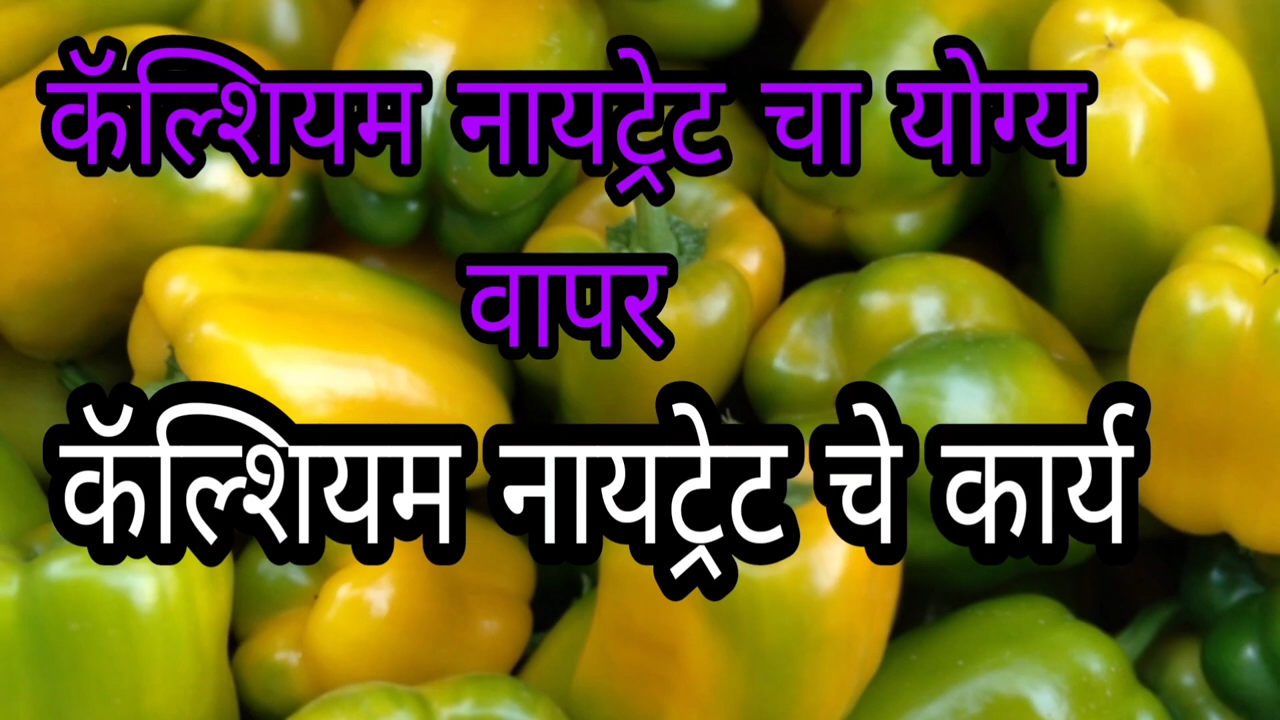 कॅल्शियम नायट्रेट चा योग्य
वापर
कॅल्शियम नायट्रेट चे कार्य